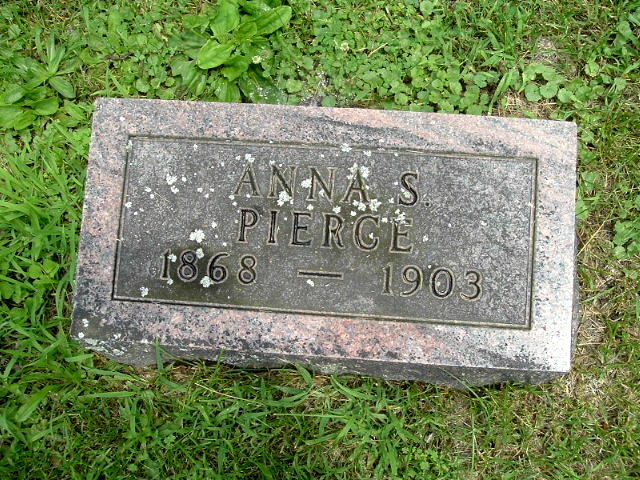 ANNA S.
PIERCE
1868 — 1903